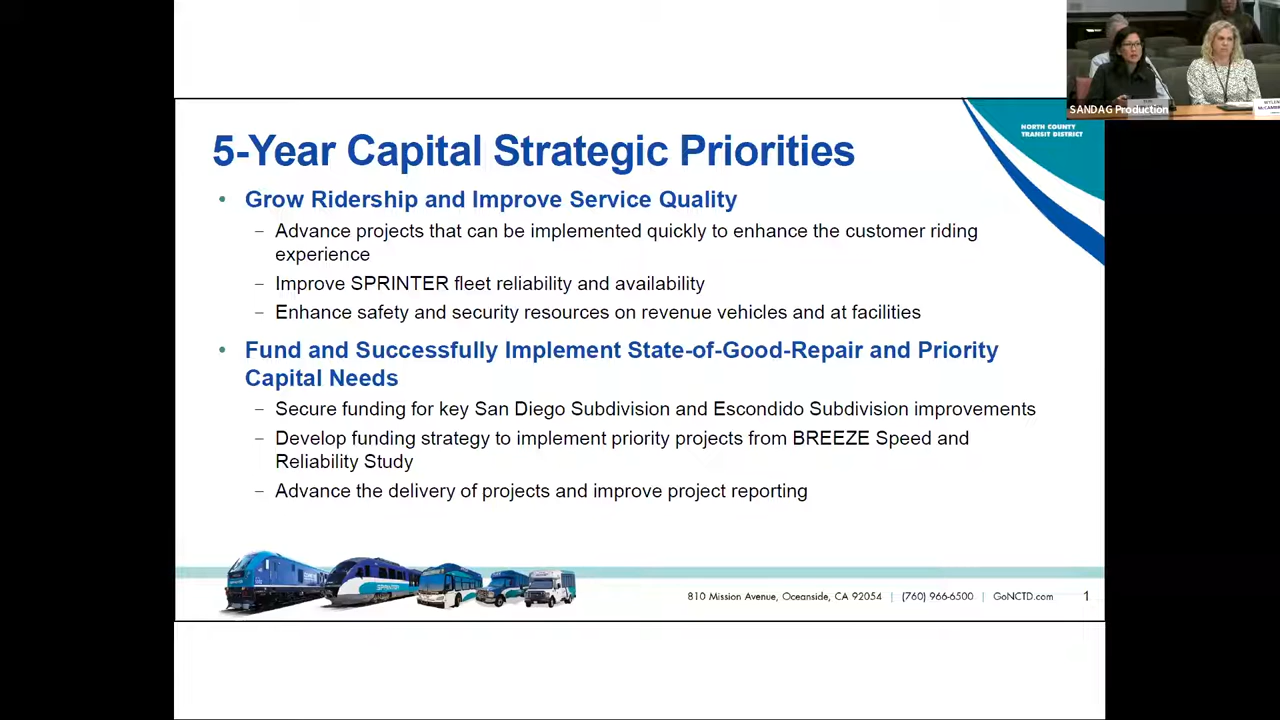 SANDAG Production
NORTH COUNTY
TRANSIT DISTRICT
5-Year Capital Strategic Priorities
• Grow Ridership and Improve Service Quality
– Advance projects that can be implemented quickly to enhance the customer riding
experience
– Improve SPRINTER fleet reliability and availability
– Enhance safety and security resources on revenue vehicles and at facilities
• Fund and Successfully Implement State-of-Good-Repair and Priority
Capital Needs
– Secure funding for key San Diego Subdivision and Escondido Subdivision improvements
– Develop funding strategy to implement priority projects from BREEZE Speed and
Reliability Study
– Advance the delivery of projects and improve project reporting
SPRINTER
810 Mission Avenue, Oceanside, CA 92054 | (760) 966-6500 | GoNCTD.com 1